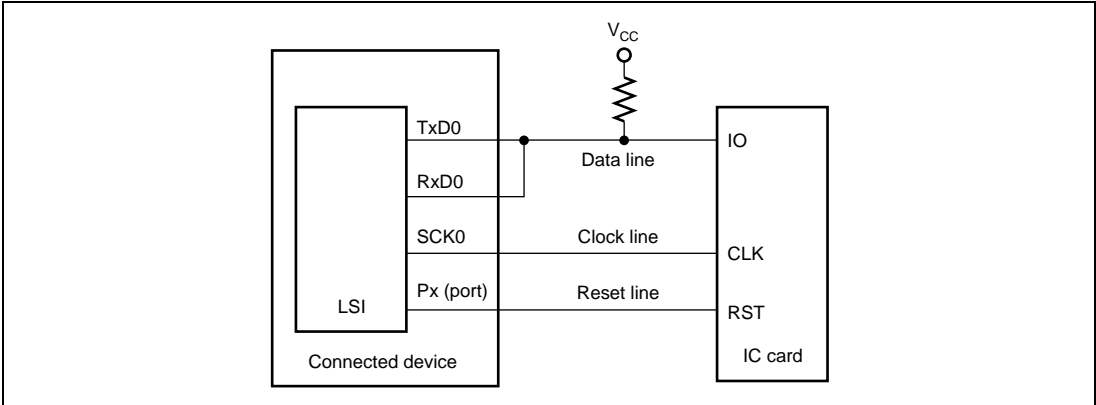 VCC
TxD0
IO
Data line
RxD0
SCK0
Clock line
CLK
Px (port)
Reset line
LSI
RST
Connected device
IC card